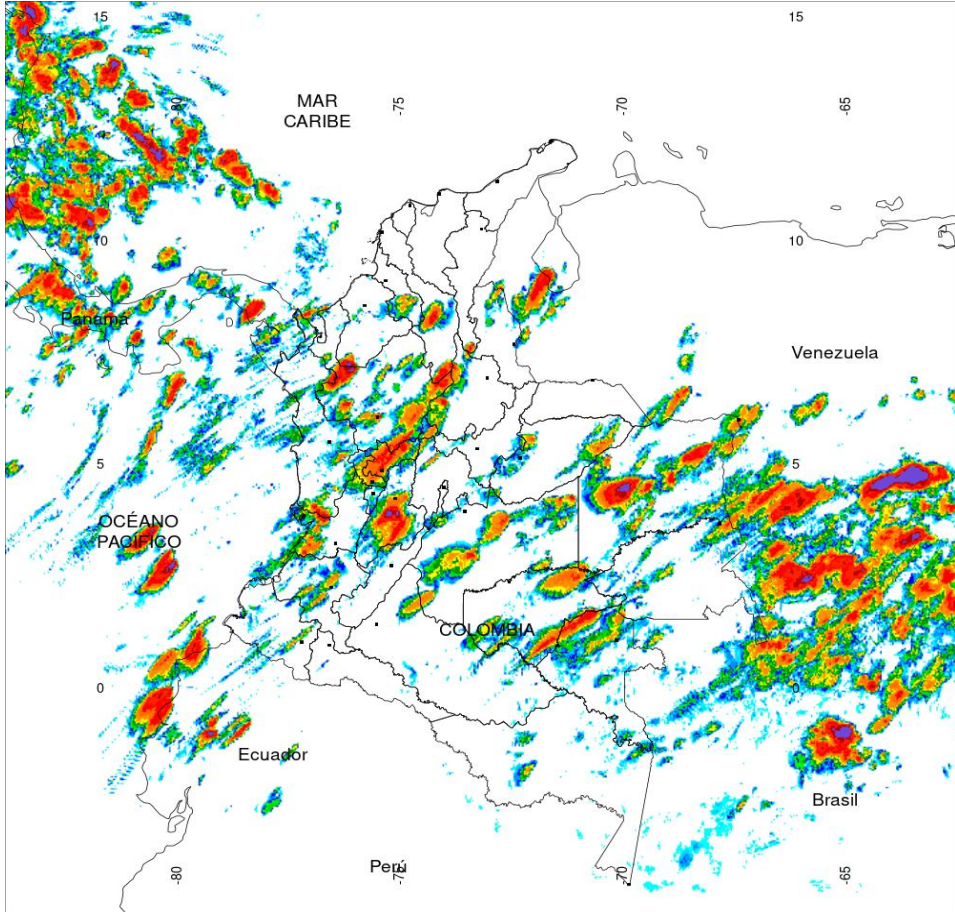 15
15
-80
-75
-70
-65
MAR
CARIBE
10
10
Panamá
Venezuela
5
5
OCÉANO
PACÍFICO
COLOMBIA
0
0
Ecuador
Brasil
Perú
-80
-75
-70
-65